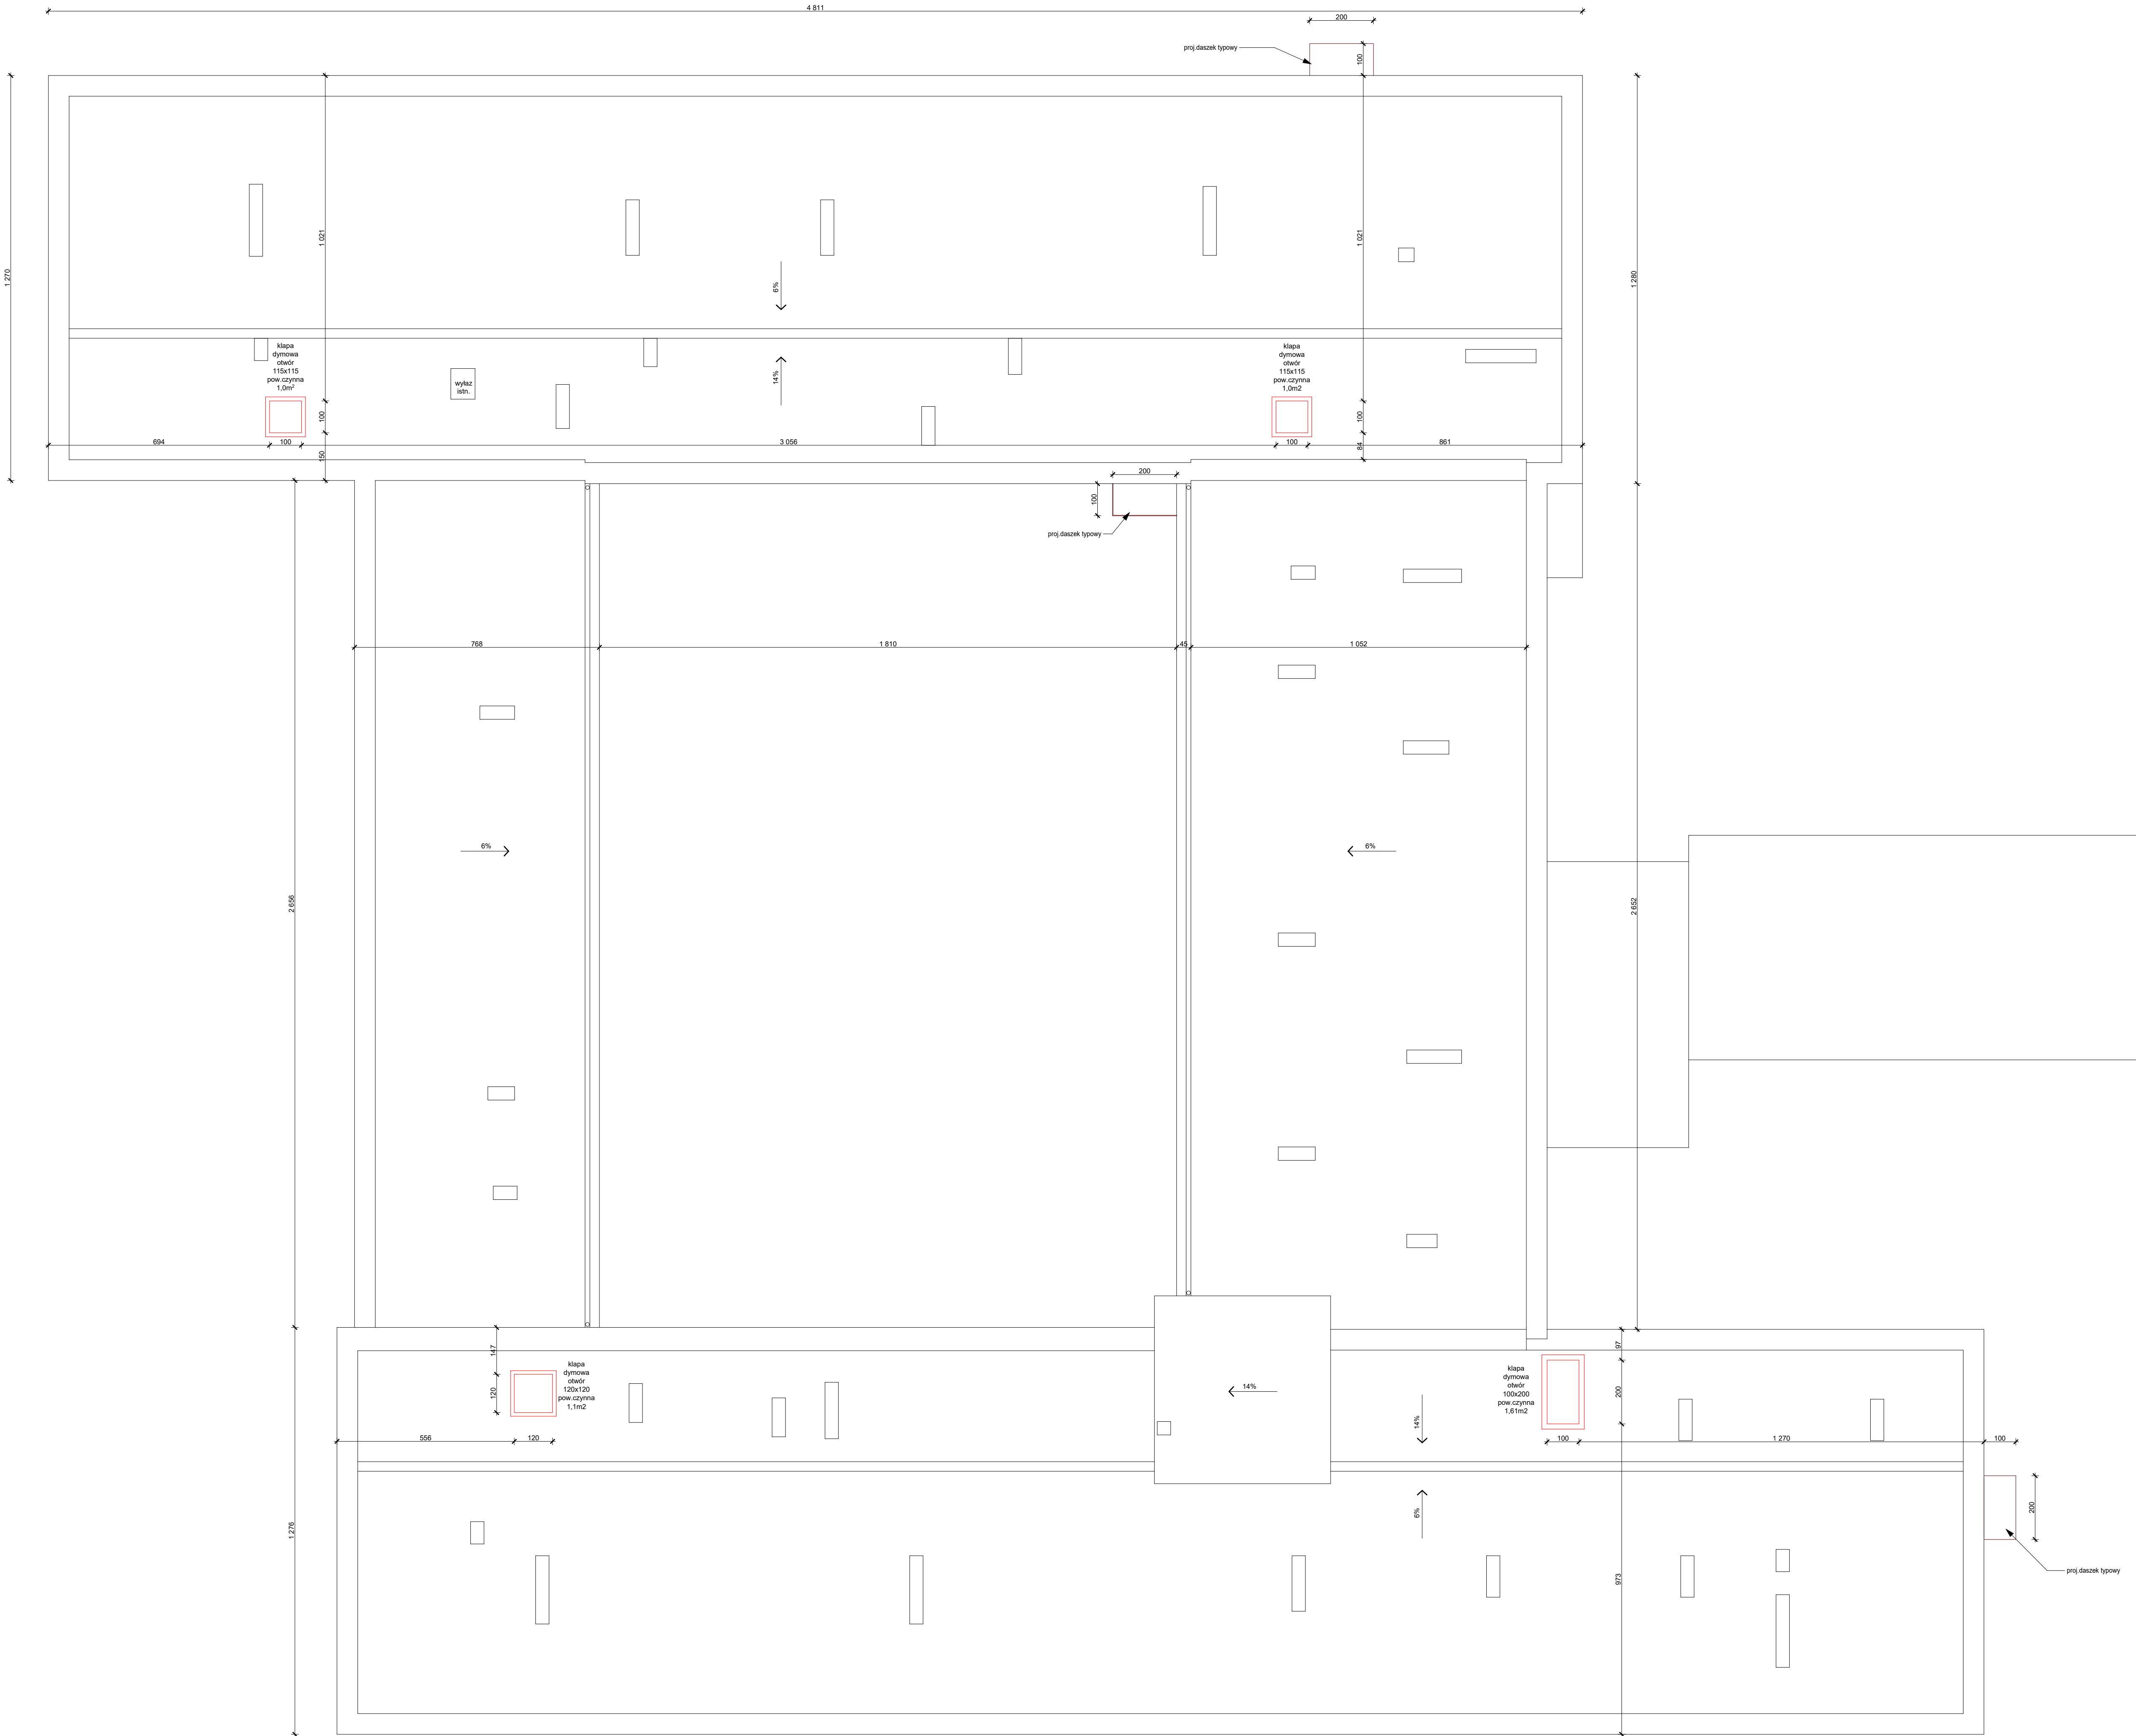 4 811
200
proj.daszek typowy
100
1 270
1 021
1 021
1 280
6%
14%
klapa
dymowa
otwór
115x115
pow.czynna
1,0m²
wyłaz
istn.
klapa
dymowa
otwór
115x115
pow.czynna
1,0m2
100
100
694
100
3 056
100
861
150
84
200
100
proj.daszek typowy
768
1 810
45
1 052
6%
6%
2 656
2 652
147
120
klapa
dymowa
otwór
120x120
pow.czynna
1,1m2
556
120
14%
14%
6%
klapa
dymowa
otwór
100x200
pow.czynna
1,61m2
97
200
100
1 270
100
200
1 276
973
proj.daszek typowy